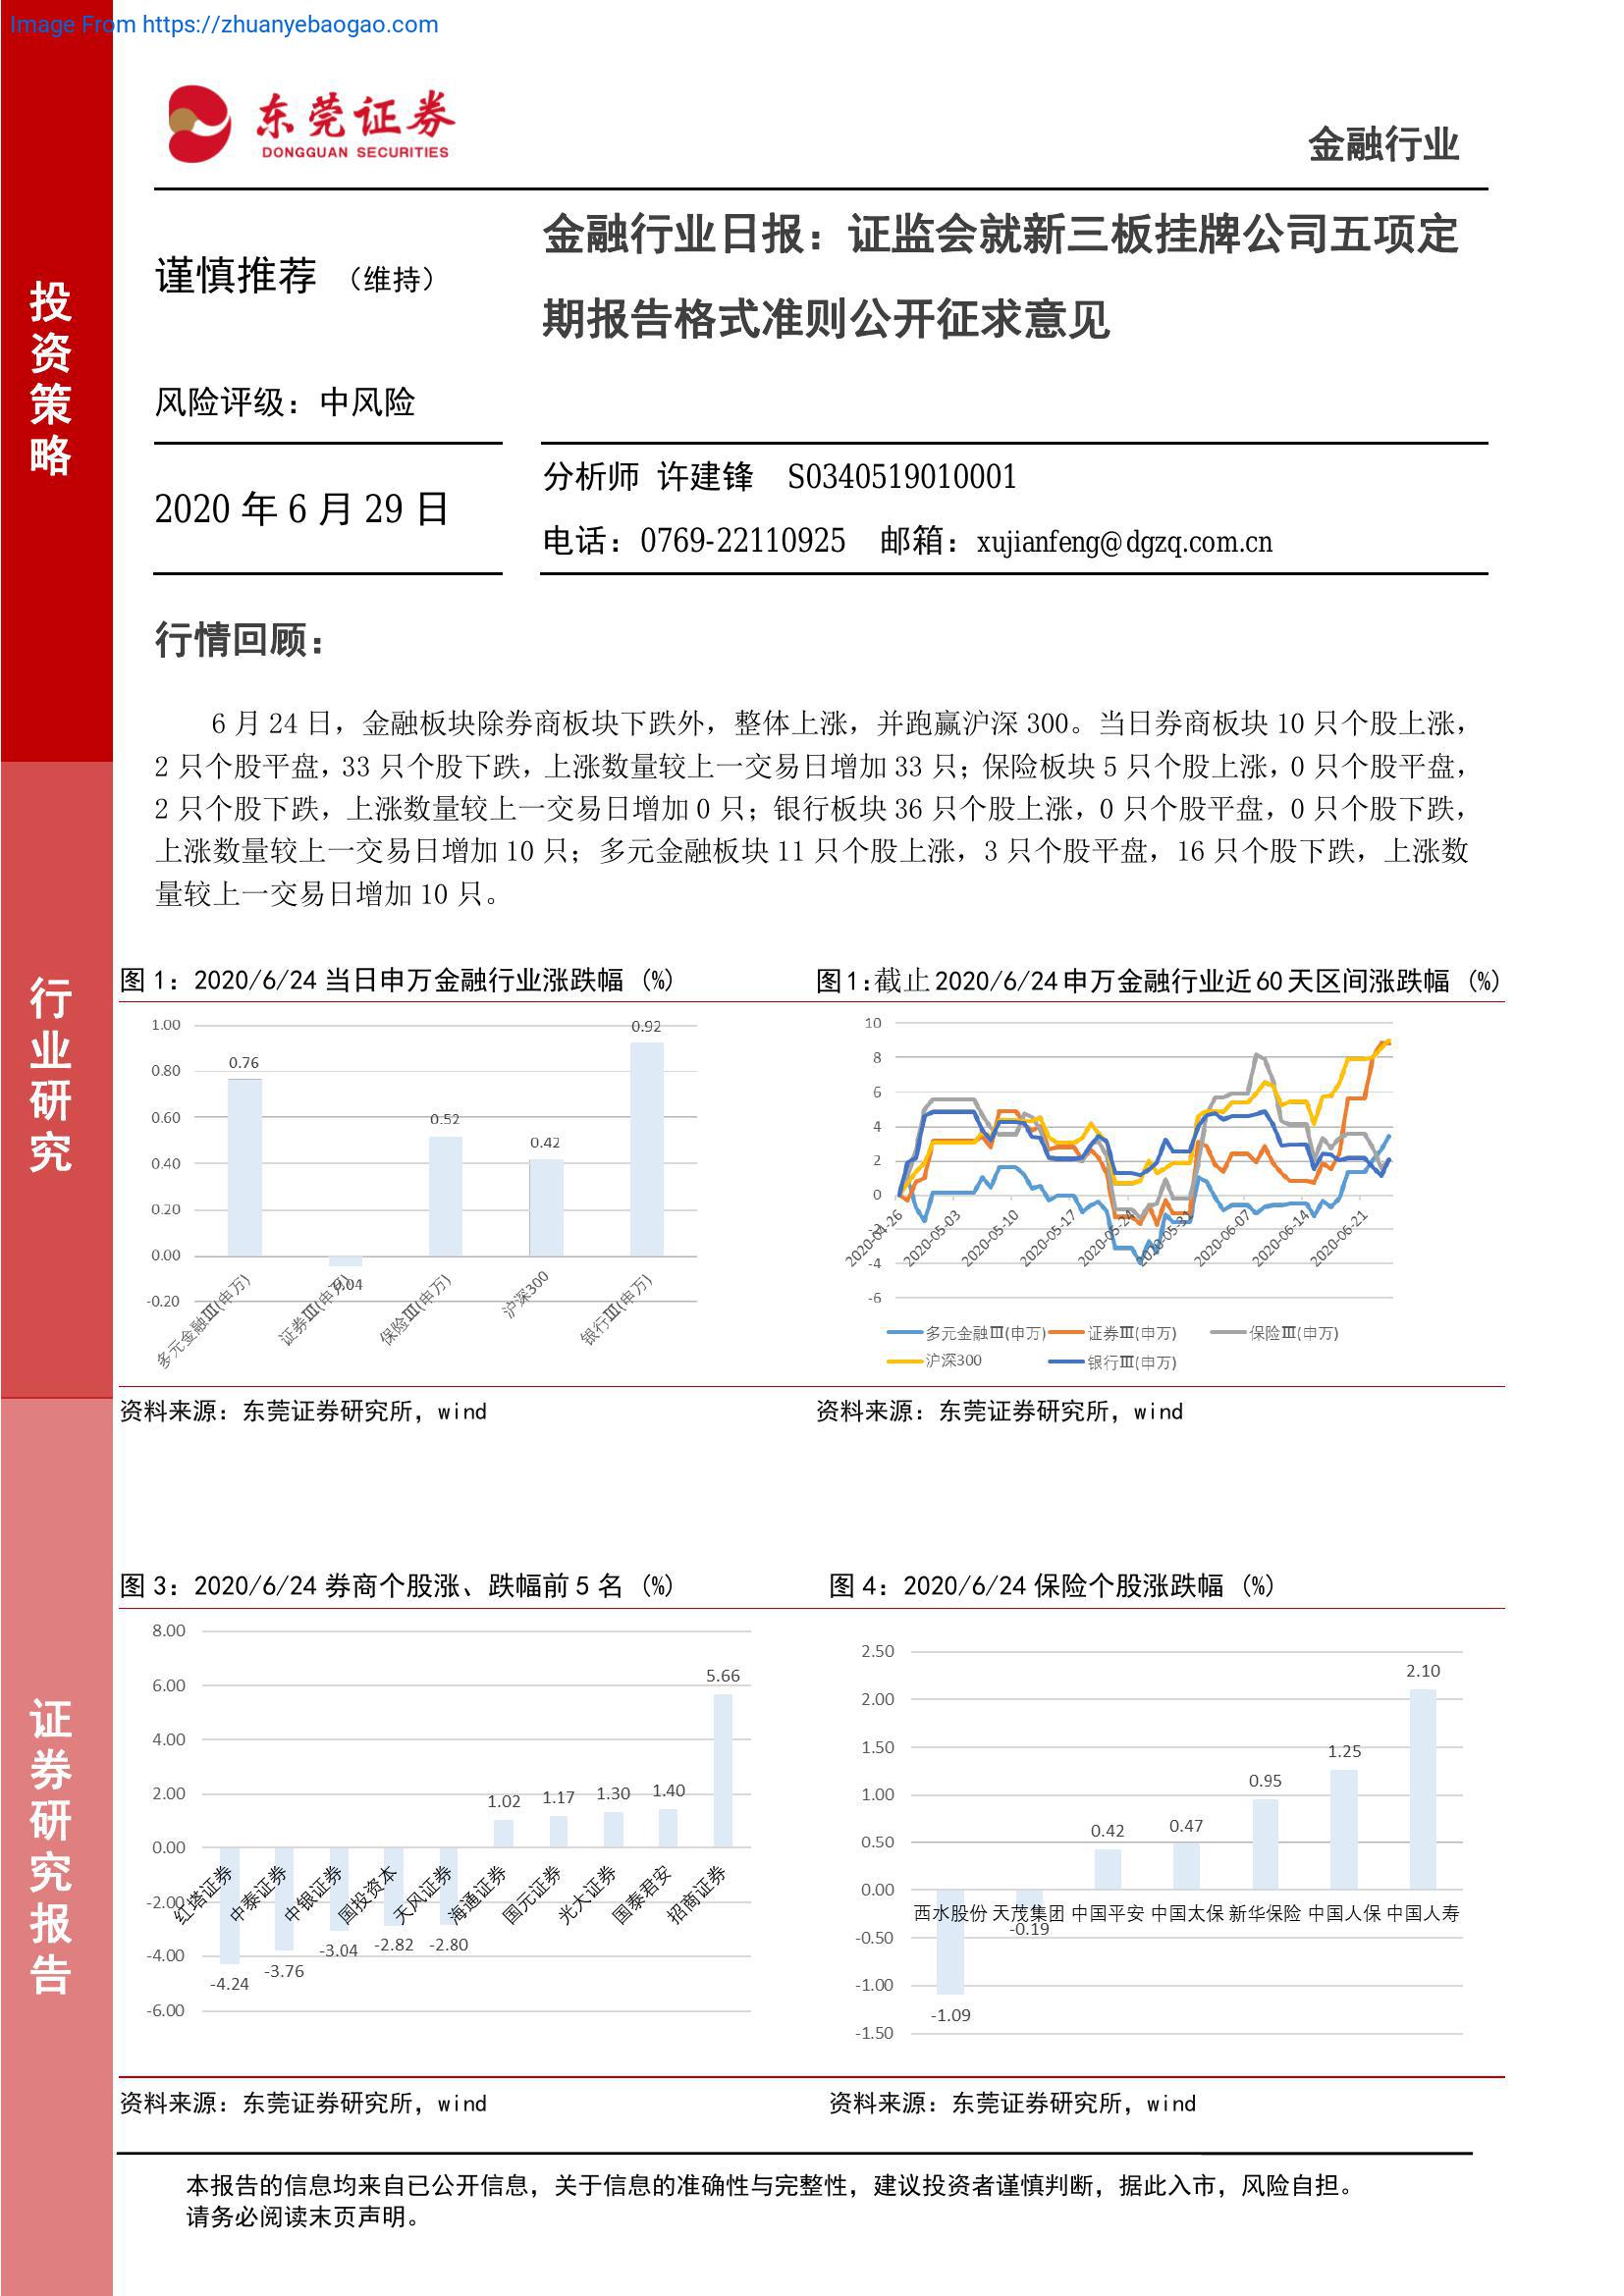 Image From https://zhuanyebaogao.com
东莞证券
DONGGUAN SECURITIES
金融行业
投资策略
行业研究
证券研究报告
谨慎推荐 （维持）
金融行业日报：证监会就新三板挂牌公司五项定
期报告格式准则公开征求意见
风险评级：中风险
2020 年 6 月 29 日
分析师 许建锋 S0340519010001
电话：0769-22110925 邮箱：xujianfeng@dgzq.com.cn
行情回顾：
6 月 24 日，金融板块除券商板块下跌外，整体上涨，并跑赢沪深 300。当日券商板块 10 只个股上涨，
2 只个股平盘，33 只个股下跌，上涨数量较上一交易日增加 33 只；保险板块 5 只个股上涨，0 只个股平盘，
2 只个股下跌，上涨数量较上一交易日增加 0 只；银行板块 36 只个股上涨，0 只个股平盘，0 只个股下跌，
上涨数量较上一交易日增加 10 只；多元金融板块 11 只个股上涨，3 只个股平盘，16 只个股下跌，上涨数
量较上一交易日增加 10 只。
图 1：2020/6/24 当日申万金融行业涨跌幅 (%)
1.00
0.80
0.60
0.40
0.20
0.00
-0.20
0.76
-0.04
0.52
0.42
0.92
多元金融Ⅲ(申万)
证券Ⅲ(申万)
保险Ⅲ(申万)
沪深300
银行Ⅲ(申万)
资料来源：东莞证券研究所，wind
图 1:截止 2020/6/24 申万金融行业近 60 天区间涨跌幅 (%)
10
8
6
4
2
0
-2
-4
-6
2020-04-26
2020-05-03
2020-05-10
2020-05-17
2020-05-24
2020-05-31
2020-06-07
2020-06-14
2020-06-21
多元金融Ⅲ(申万)
证券Ⅲ(申万)
保险Ⅲ(申万)
沪深300
银行Ⅲ(申万)
资料来源：东莞证券研究所，wind
图 3：2020/6/24 券商个股涨、跌幅前 5 名 (%)
8.00
6.00
4.00
2.00
0.00
-2.00
-4.00
-6.00
-4.24
-3.76
-3.04
-2.82
-2.80
1.02
1.17
1.30
1.40
5.66
红塔证券
中泰证券
中银证券
国投资本
天风证券
海通证券
国元证券
光大证券
国泰君安
招商证券
资料来源：东莞证券研究所，wind
图 4：2020/6/24 保险个股涨跌幅 (%)
2.50
2.00
1.50
1.00
0.50
0.00
-0.50
-1.00
-1.50
-1.09
-0.19
0.42
0.47
0.95
1.25
2.10
西水股份 天茂集团 中国平安 中国太保 新华保险 中国人保 中国人寿
资料来源：东莞证券研究所，wind
本报告的信息均来自已公开信息，关于信息的准确性与完整性，建议投资者谨慎判断，据此入市，风险自担。
请务必阅读末页声明。